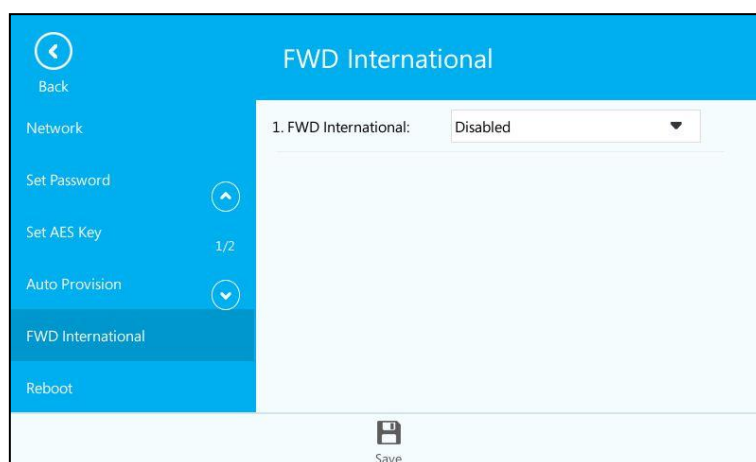 FWD International
Back
Network
Set Password
Set AES Key
1/2
Auto Provision
FWD International
Reboot
1. FWD International: Disabled
Save